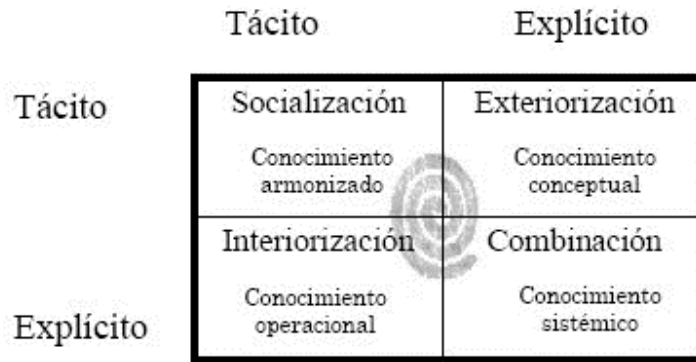 Tácito Explícito
Tácito
Socialización Exteriorización
Conocimiento armonizado
Conocimiento conceptual
Interiorización Combinación
Explícito
Conocimiento operacional
Conocimiento sistémico